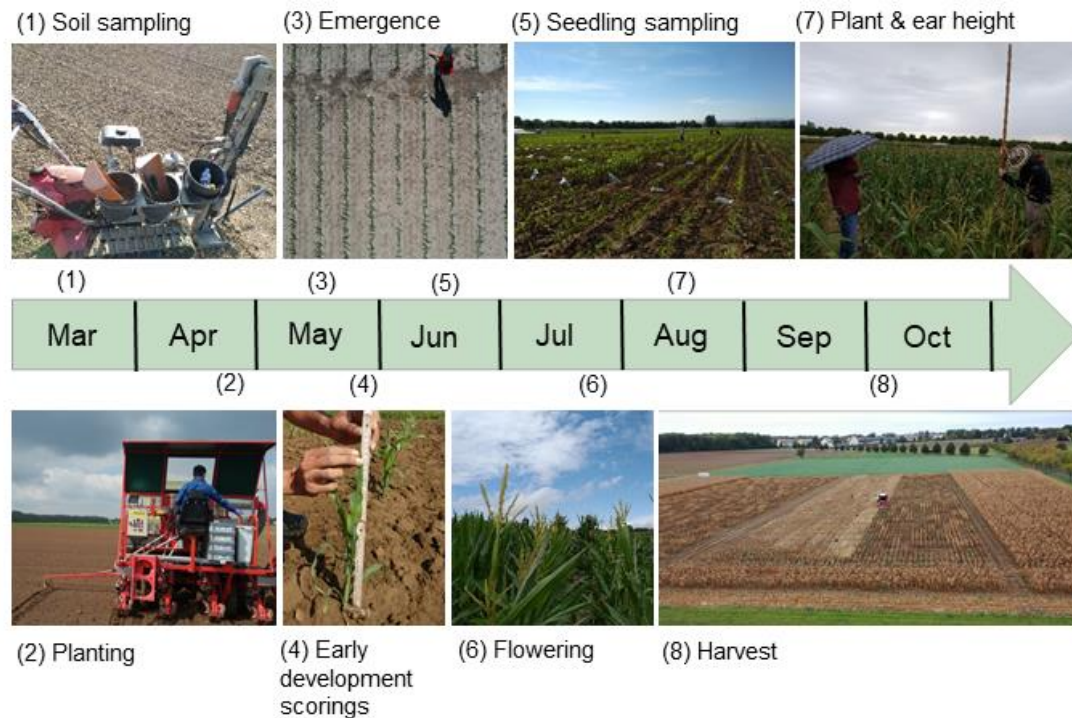 (1) Soil sampling
(3) Emergence
(5) Seedling sampling
(7) Plant & ear height
(1)
(3)
(5)
(7)
Mar
Apr
May
Jun
Jul
Aug
Sep
Oct
(2)
(4)
(6)
(8)
(2) Planting
(4) Early
development
scorings
(6) Flowering
(8) Harvest